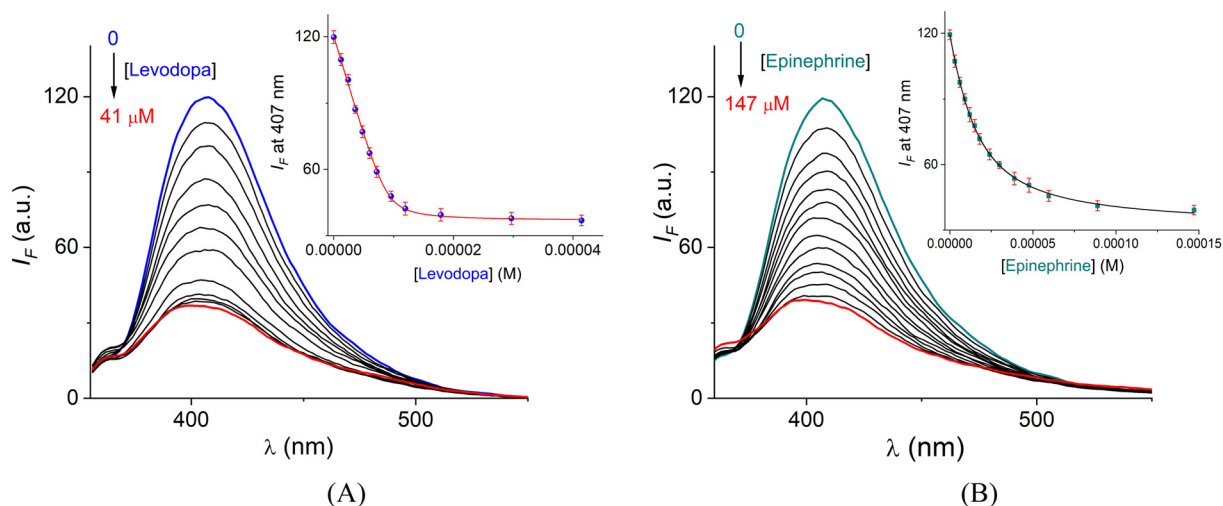 0
[Levodopa]
41 μM
120
60
0
I_F (a.u.)
400
500
λ (nm)
120
60
I_F at 407 nm
0.00000
0.00002
0.00004
[Levodopa] (M)
(A)
0
[Epinephrine]
147 μM
120
60
0
I_F (a.u.)
400
500
λ (nm)
120
60
I_F at 407 nm
0.00000
0.00005
0.00010
0.00015
[Epinephrine] (M)
(B)